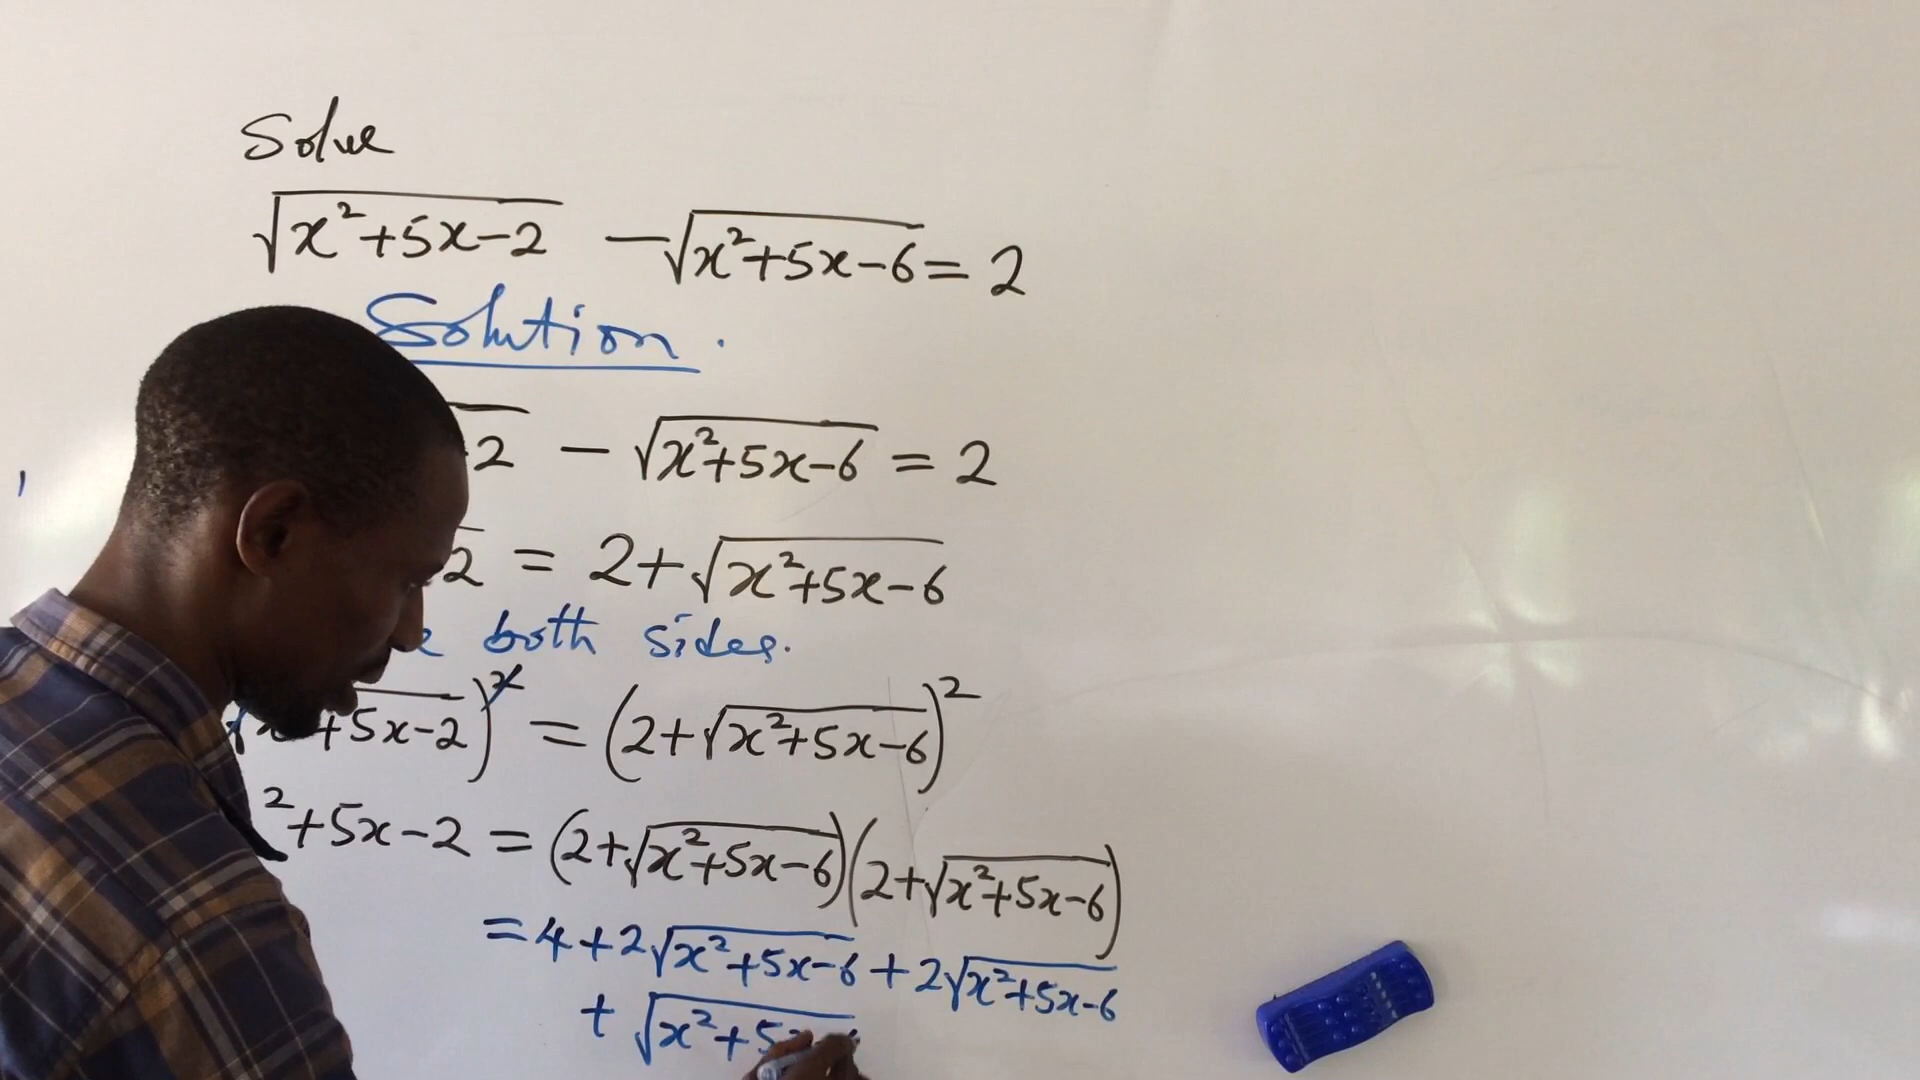 Solve
√x²+5x-2 -√x²+5x-6 = 2
Solution.
2 - √x²+5x-6 = 2
2 = 2+√x²+5x-6
both sides.
+5x-2)² = (2+√x²+5x-6)²
²+5x-2 = (2+√x²+5x-6)(2+√x²+5x-6)
=4+2√x²+5x-6+2√x²+5x-6
+ √x²+5